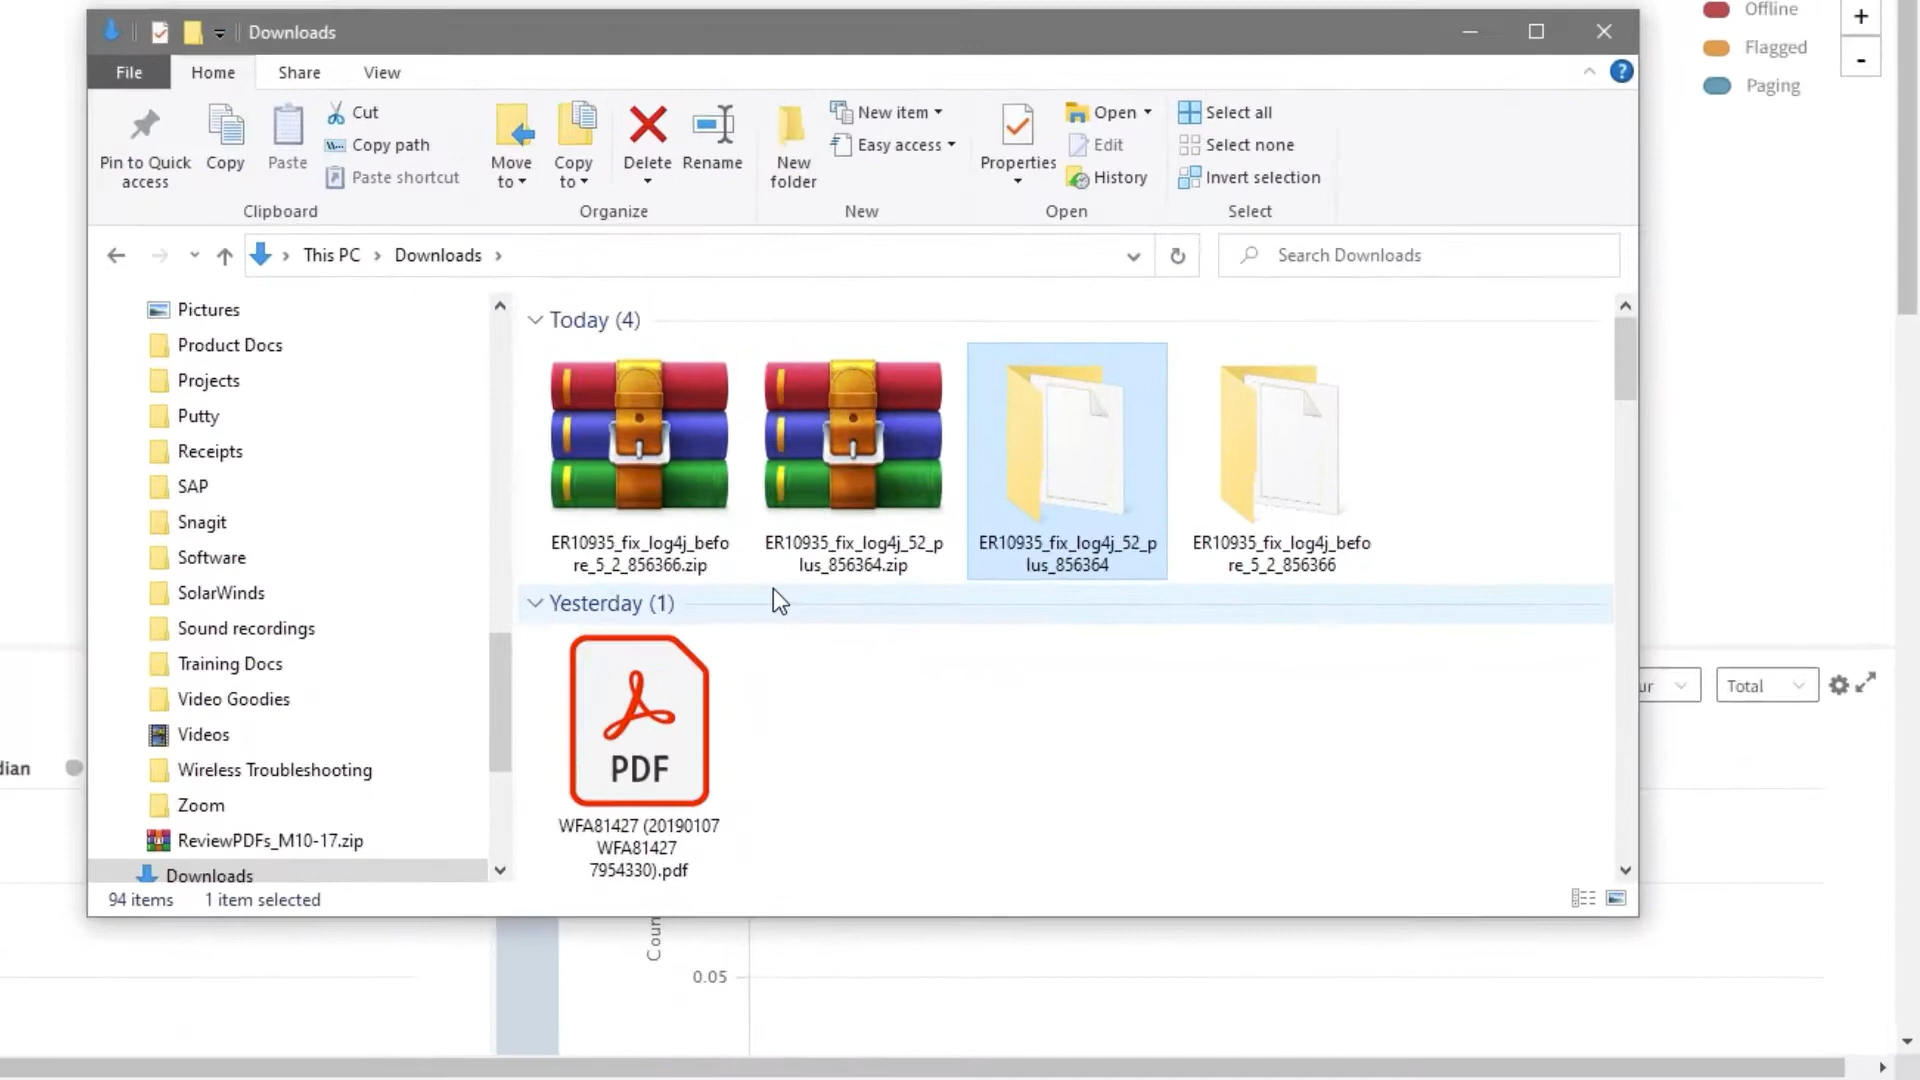 Downloads
Offline
Flagged
Paging
+
-
File
Home
Share
View
?
Pin to Quick
access
Copy
Paste
Cut
Copy path
Paste shortcut
Clipboard
Move
to
Copy
to
Delete
Rename
Organize
New
folder
New item
Easy access
New
Properties
Open
Edit
History
Open
Select all
Select none
Invert selection
Select
This PC
Downloads
Search Downloads
Pictures
Product Docs
Projects
Putty
Receipts
SAP
Snagit
Software
SolarWinds
Sound recordings
Training Docs
Video Goodies
Videos
Wireless Troubleshooting
Zoom
ReviewPDFs_M10-17.zip
Downloads
Today (4)
ER10935_fix_log4j_befo
re_5_2_856366.zip
ER10935_fix_log4j_52_p
lus_856364.zip
ER10935_fix_log4j_52_p
lus_856364
ER10935_fix_log4j_befo
re_5_2_856366
Yesterday (1)
PDF
WFA81427 (20190107
WFA81427
7954330).pdf
94 items
1 item selected
ur
Total
dian
Coun
0.05